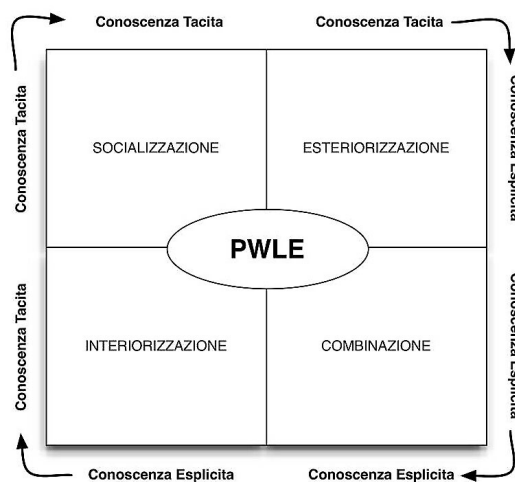 Conoscenza Tacita
Conoscenza Tacita
Conoscenza Tacita
Conoscenza Esplicita
SOCIALIZZAZIONE
ESTERIORIZZAZIONE
PWLE
Conoscenza Tacita
Conoscenza Esplicita
INTERIORIZZAZIONE
COMBINAZIONE
Conoscenza Esplicita
Conoscenza Esplicita